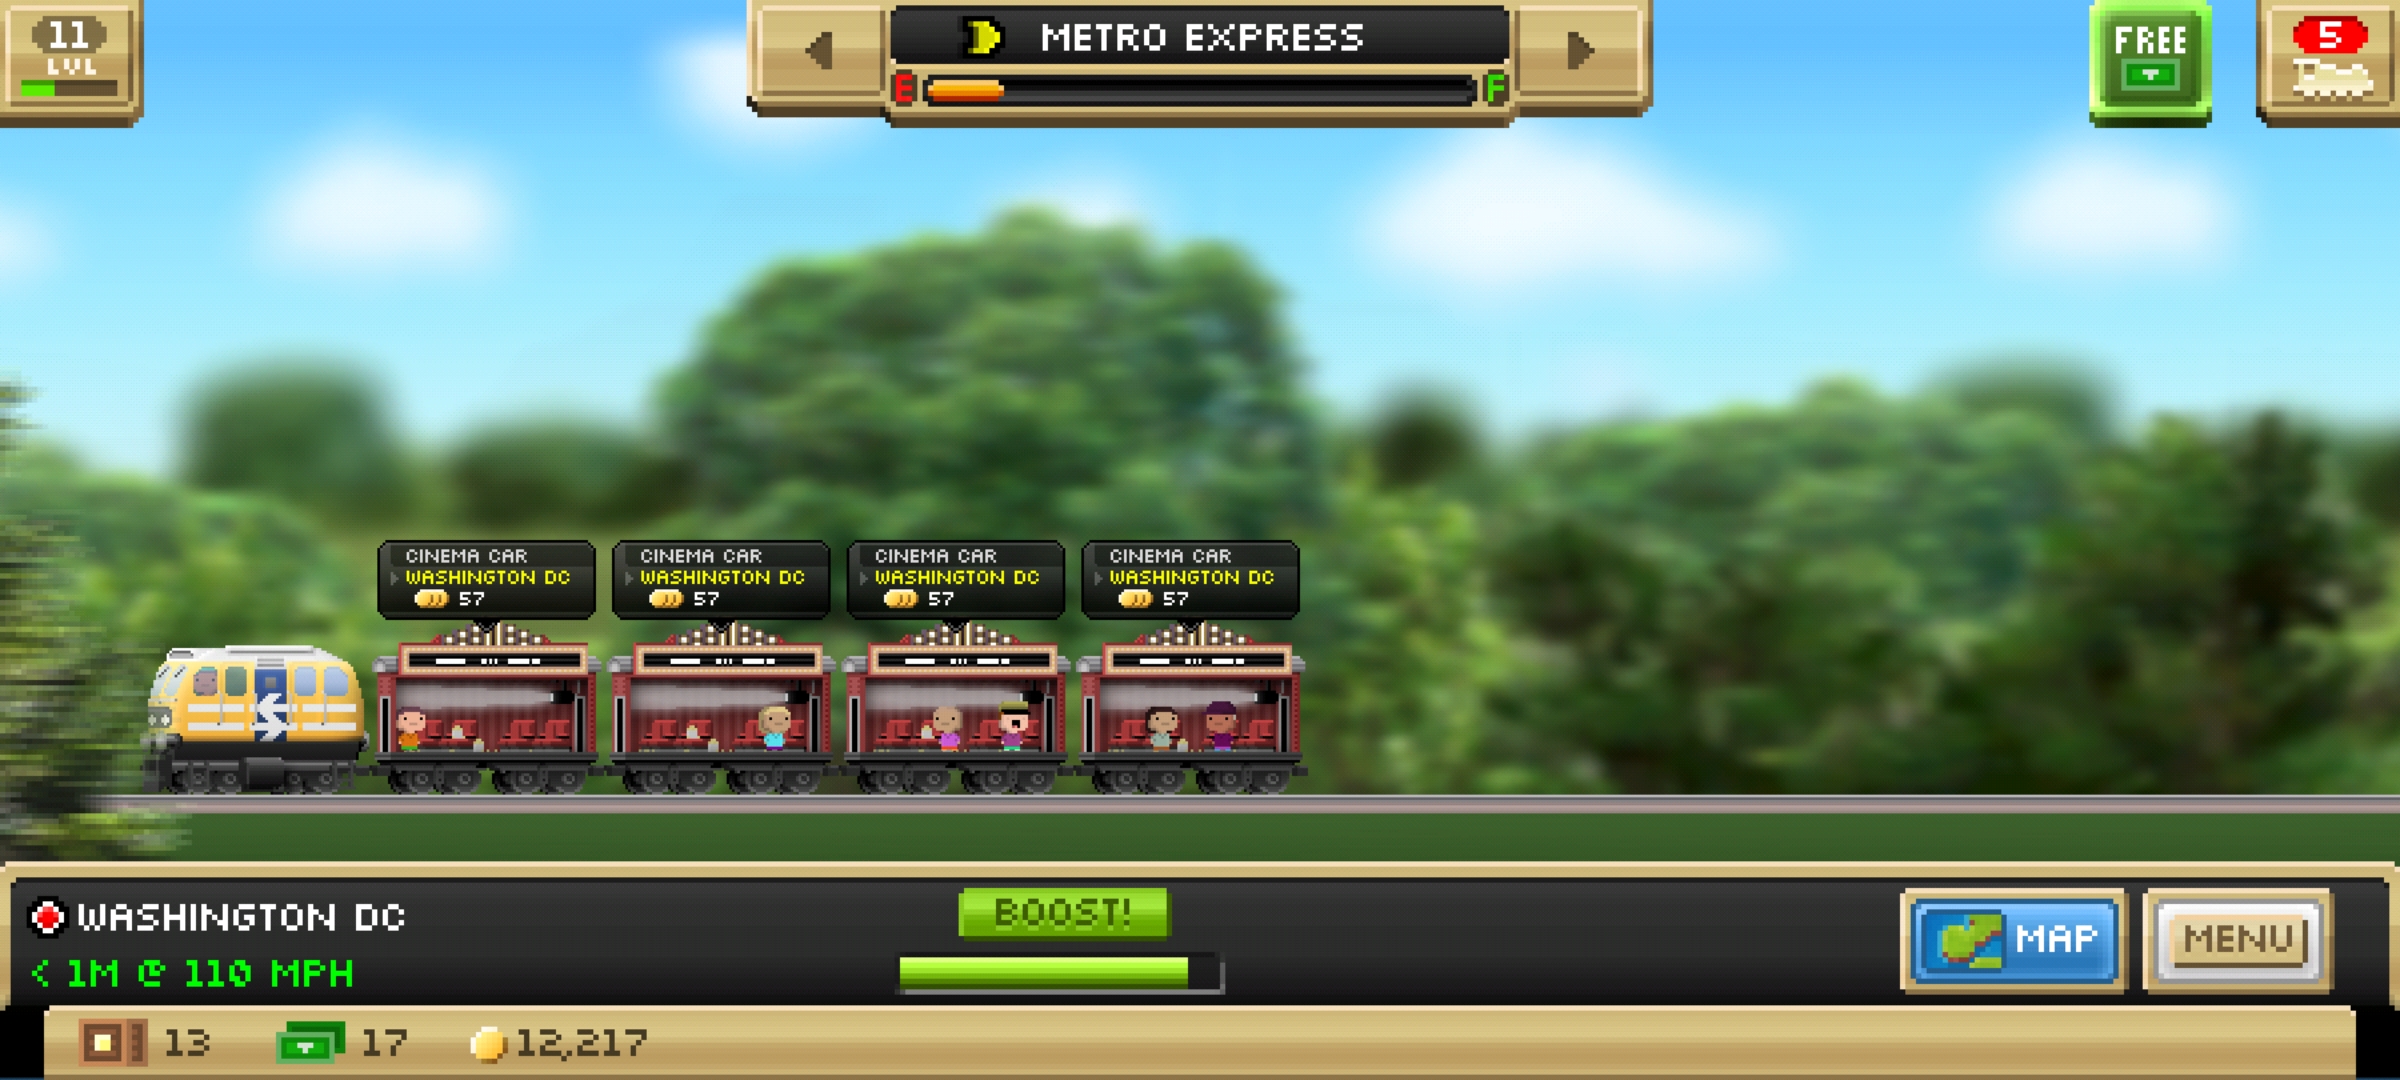 11
LVL
METRO EXPRESS
E F
FREE
5
CINEMA CAR
WASHINGTON DC
57
CINEMA CAR
WASHINGTON DC
57
CINEMA CAR
WASHINGTON DC
57
CINEMA CAR
WASHINGTON DC
57
WASHINGTON DC
< 1M @ 110 MPH
BOOST!
MAP
MENU
13
17
12,217